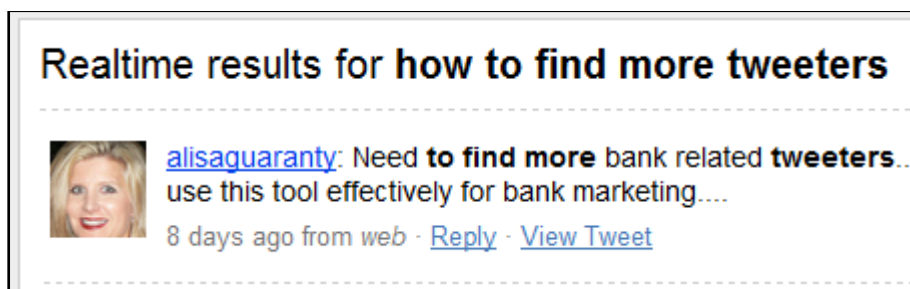 Realtime results for how to find more tweeters
alisaguaranty: Need to find more bank related tweeters..
use this tool effectively for bank marketing....
8 days ago from web · Reply · View Tweet